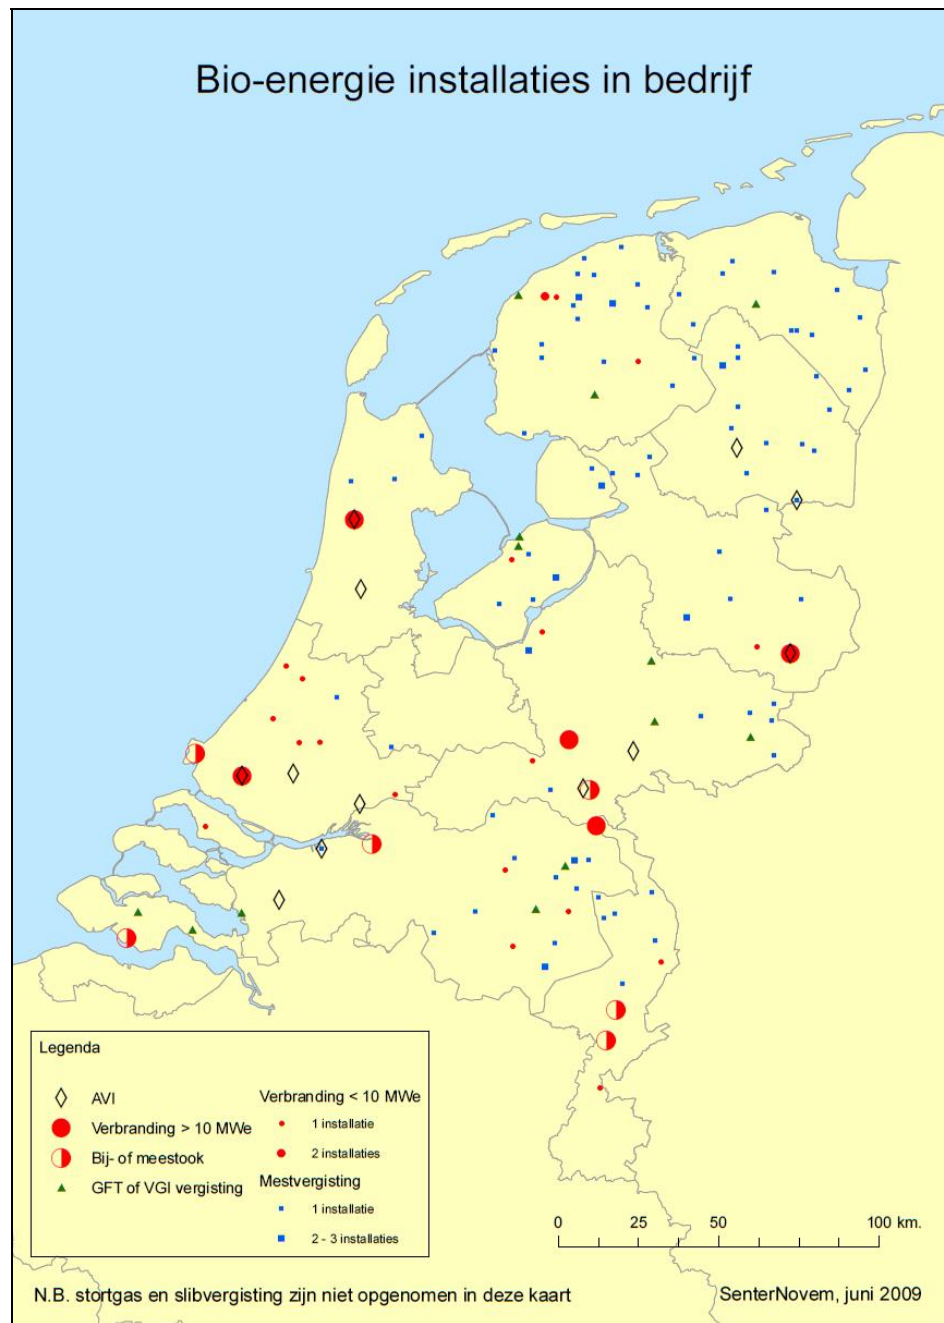 Bio-energie installaties in bedrijf
Legenda
AVI
Verbranding > 10 MWe
Bij- of meestook
GFT of VGI vergisting
Verbranding < 10 MWe
1 installatie
2 installaties
Mestvergisting
1 installatie
2 - 3 installaties
0 25 50 100 km.
N.B. stortgas en slibvergisting zijn niet opgenomen in deze kaart
SenterNovem, juni 2009